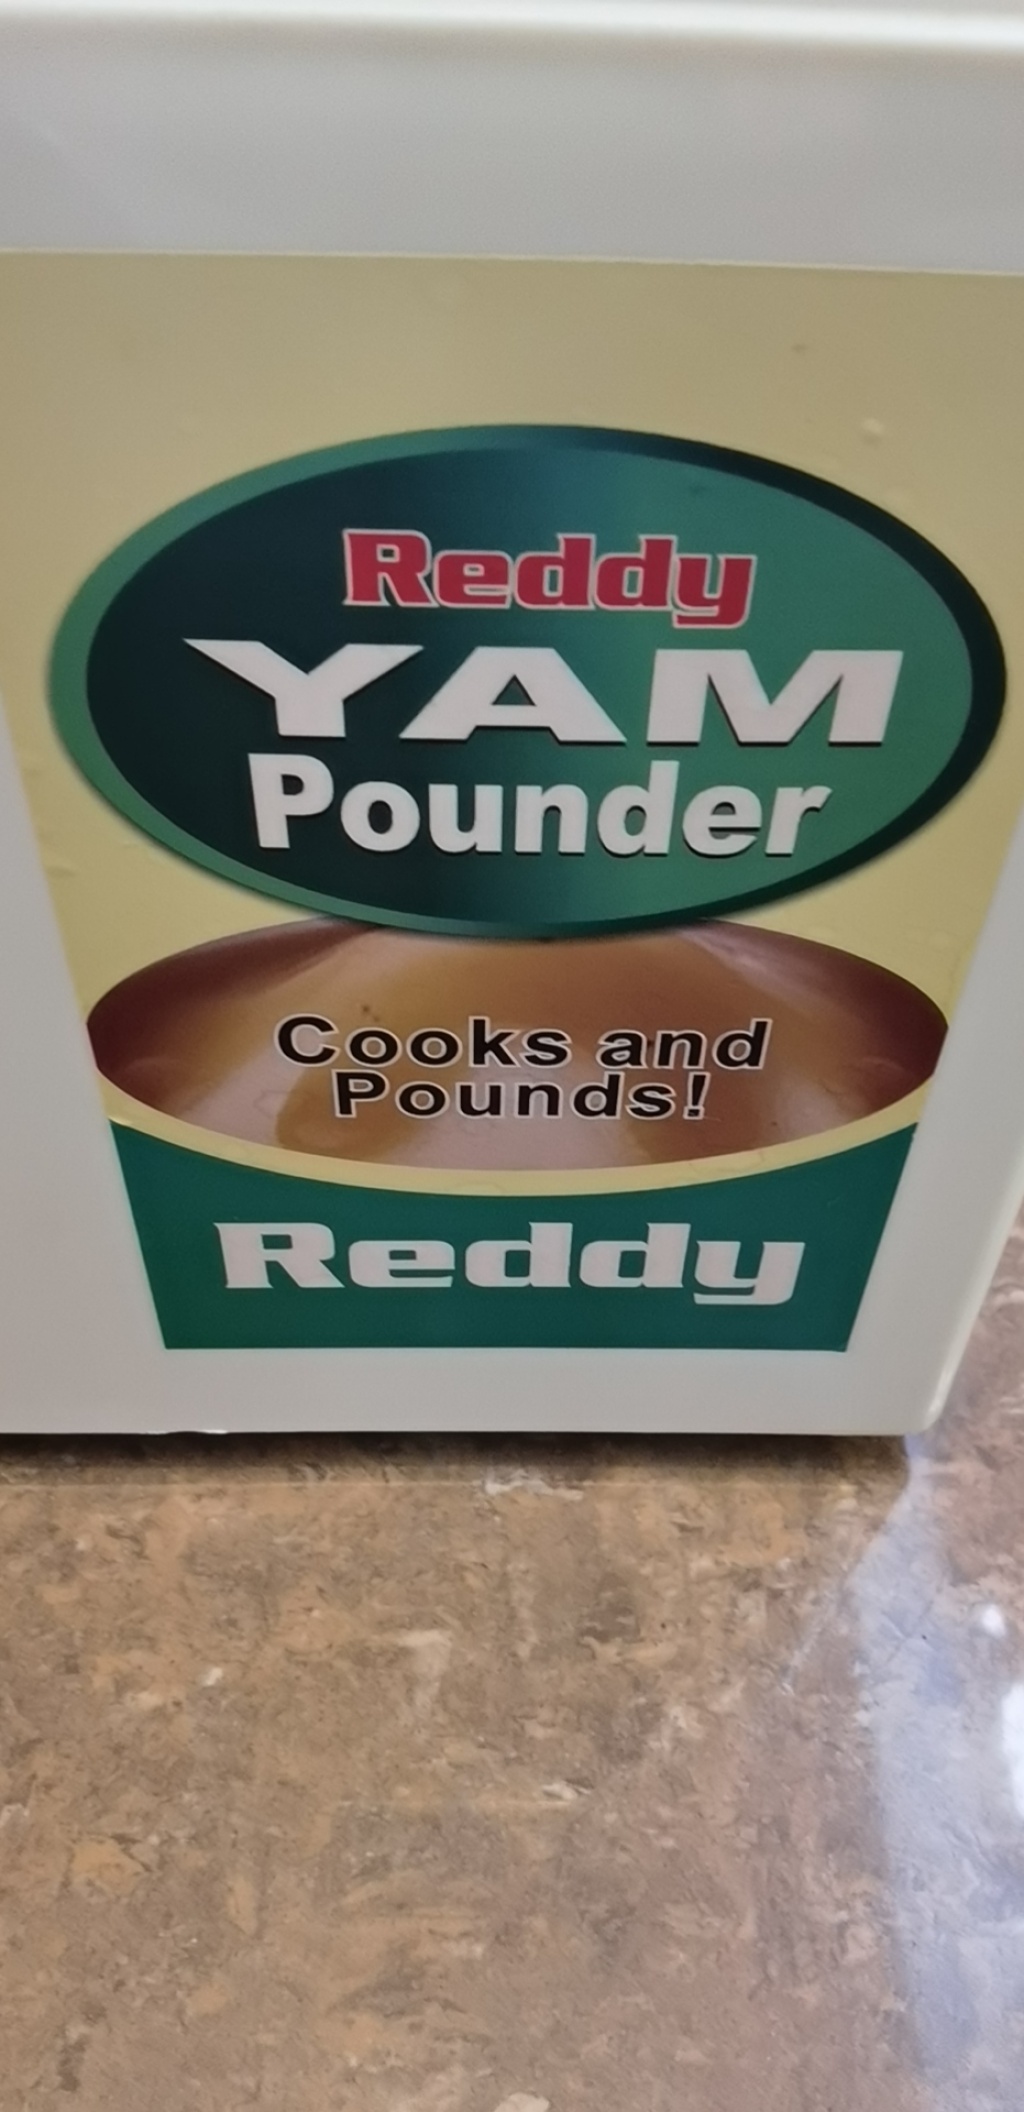 Reddy
YAM
Pounder
Cooks and
Pounds!
Reddy